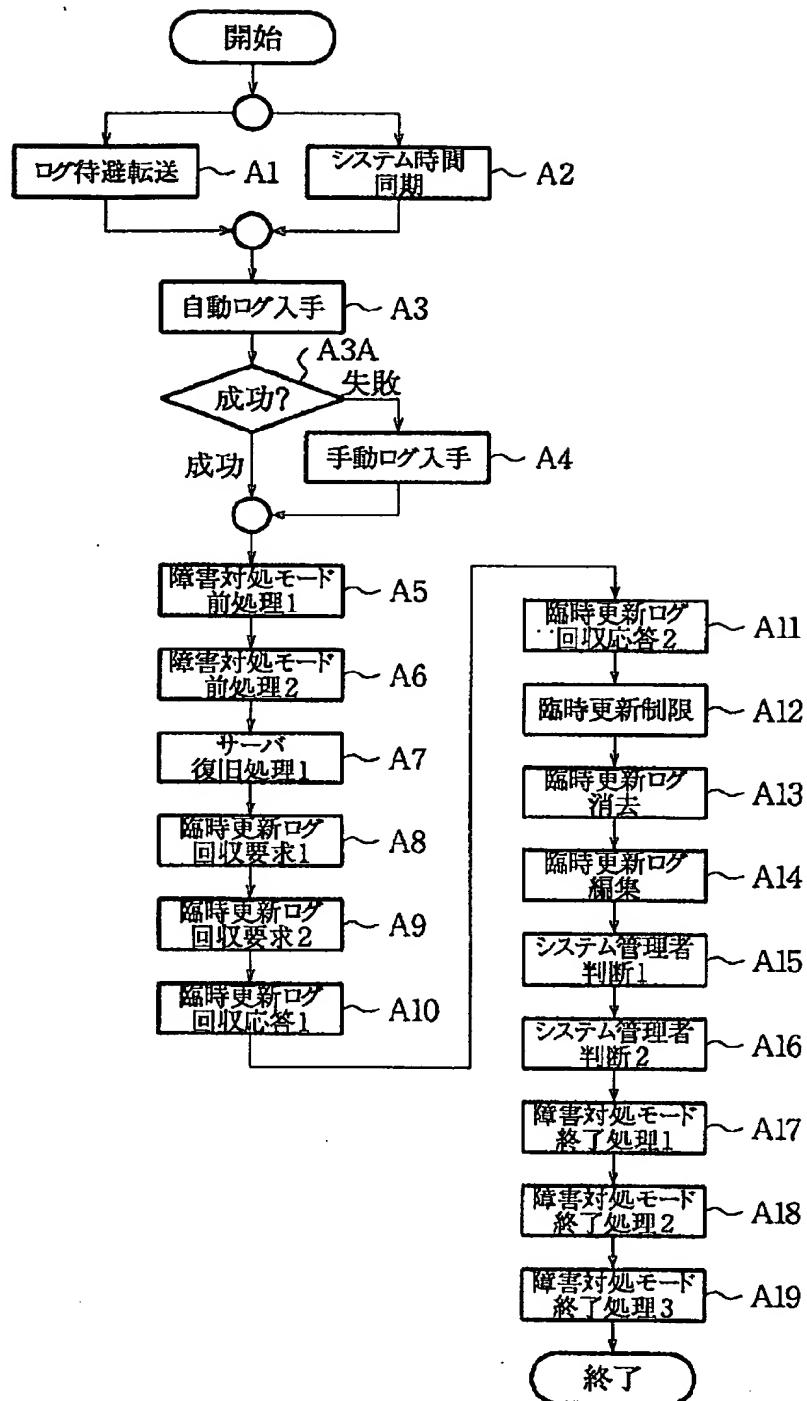 開始
ログ待避転送
A1
システム時間
同期
A2
自動ログ入手
A3
A3A
成功?
失敗
成功
手動ログ入手
A4
障害対処モード
前処理1
A5
障害対処モード
前処理2
A6
サーバ
復旧処理1
A7
臨時更新ログ
回収要求1
A8
臨時更新ログ
回収要求2
A9
臨時更新ログ
回収応答1
A10
臨時更新ログ
回収応答2
A11
臨時更新制限
A12
臨時更新ログ
消去
A13
臨時更新ログ
編集
A14
システム管理者
判断1
A15
システム管理者
判断2
A16
障害対処モード
終了処理1
A17
障害対処モード
終了処理2
A18
障害対処モード
終了処理3
A19
終了